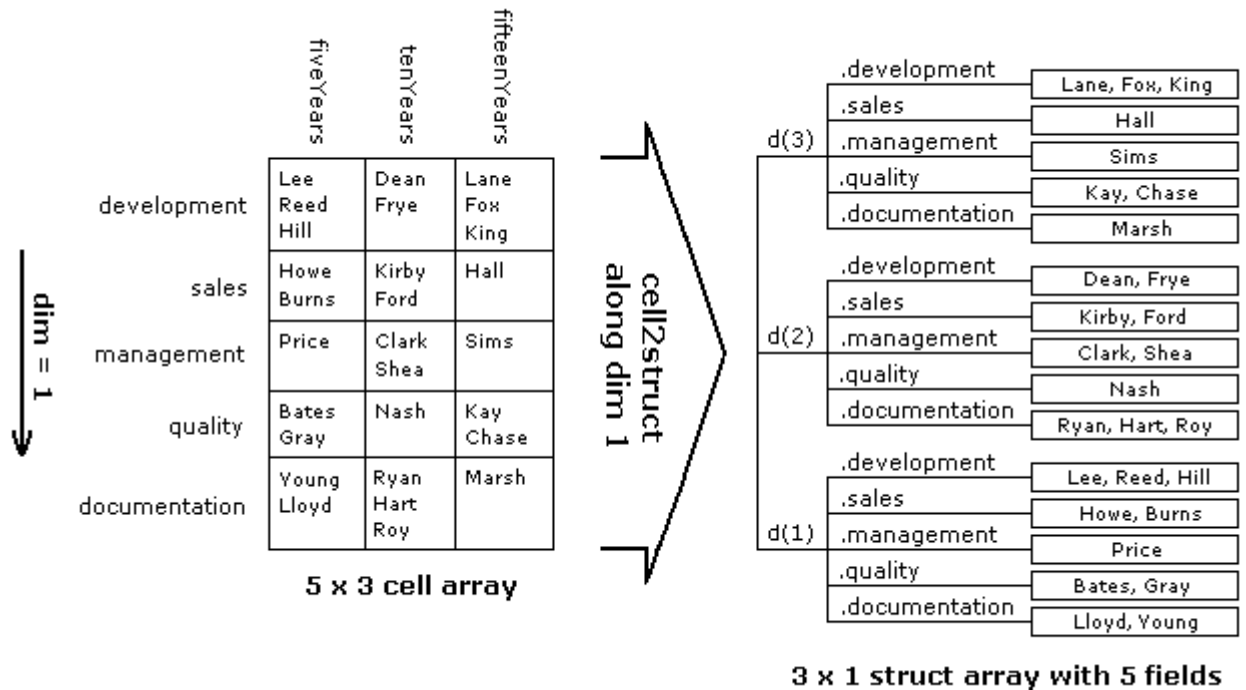 fiveYears
tenYears
fifteenYears
development
Lee
Reed
Hill
Dean
Frye
Lane
Fox
King
sales
Howe
Burns
Kirby
Ford
Hall
management
Price
Clark
Shea
Sims
quality
Bates
Gray
Nash
Kay
Chase
documentation
Young
Lloyd
Ryan
Hart
Roy
Marsh
dim = 1
5 x 3 cell array
cell2struct
along dim 1
d(3)
.development
Lane, Fox, King
.sales
Hall
.management
Sims
.quality
Kay, Chase
.documentation
Marsh
d(2)
.development
Dean, Frye
.sales
Kirby, Ford
.management
Clark, Shea
.quality
Nash
.documentation
Ryan, Hart, Roy
d(1)
.development
Lee, Reed, Hill
.sales
Howe, Burns
.management
Price
.quality
Bates, Gray
.documentation
Lloyd, Young
3 x 1 struct array with 5 fields